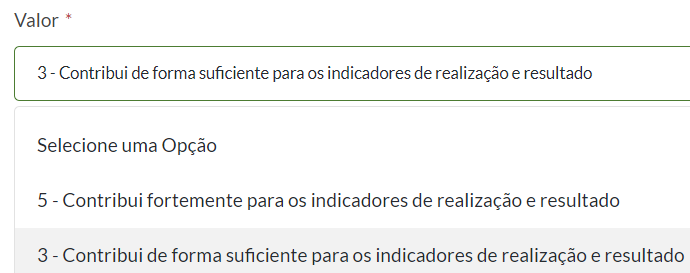 Valor *
3 - Contribui de forma suficiente para os indicadores de realização e resultado
Selecione uma Opção
5 - Contribui fortemente para os indicadores de realização e resultado
3 - Contribui de forma suficiente para os indicadores de realização e resultado